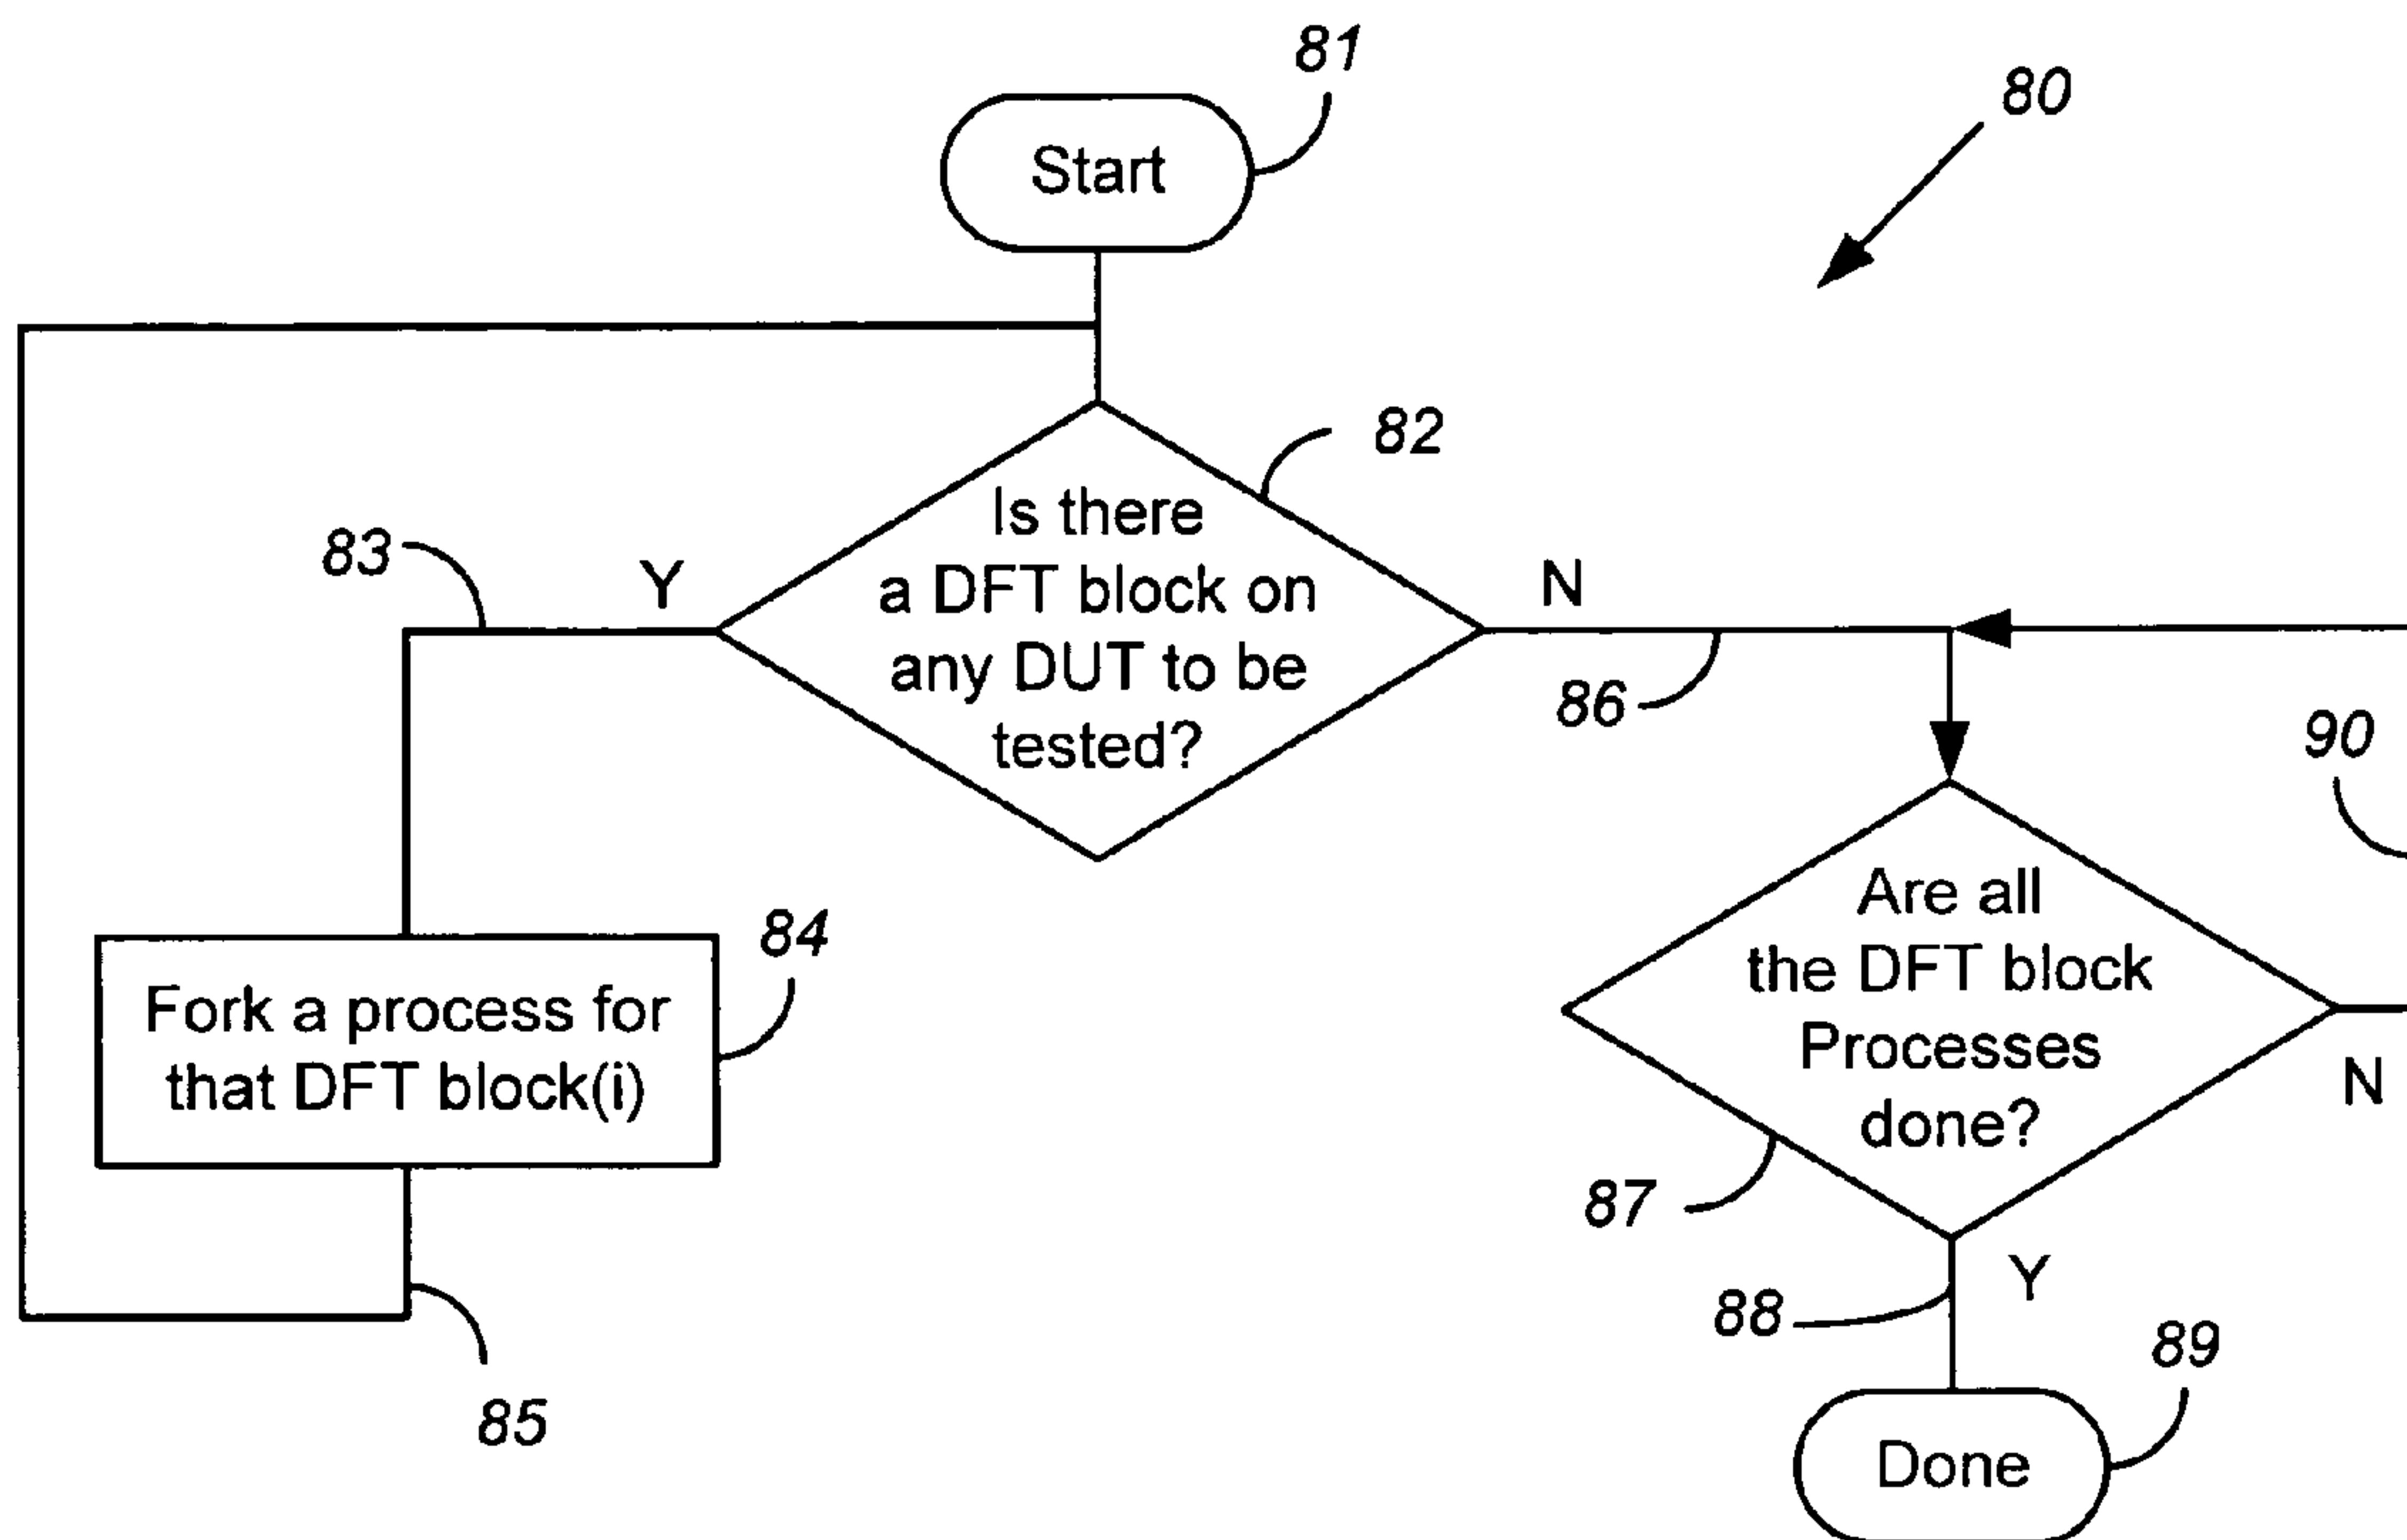 81
80
Start
82
Is there
a DFT block on
any DUT to be
tested?
83
Y
N
86
90
84
Fork a process for
that DFT block(i)
85
Are all
the DFT block
Processes
done?
N
87
Y
88
89
Done